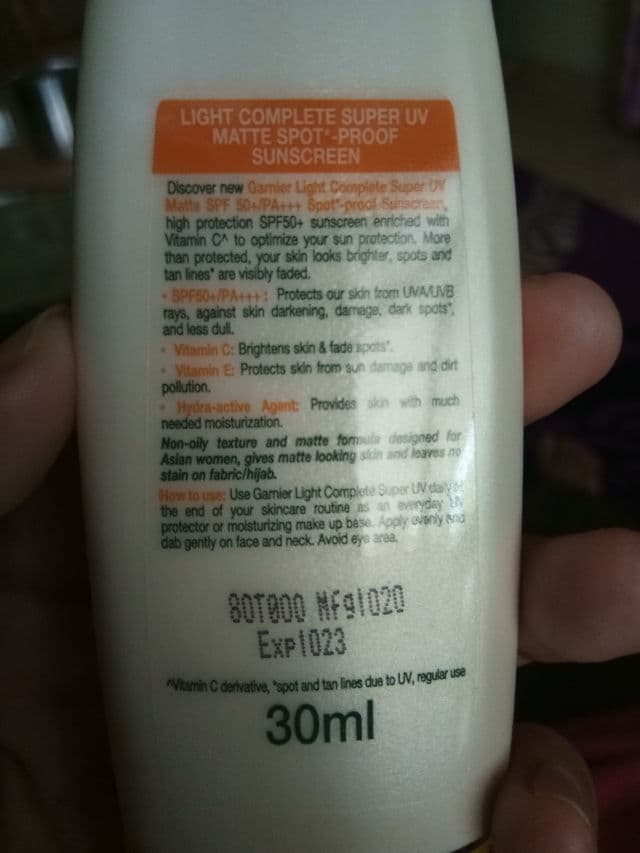 LIGHT COMPLETE SUPER UV
MATTE SPOT*-PROOF
SUNSCREEN
Discover new Garnier Light Complete Super UV
Matte SPF 50+/PA+++ Spot*-proof Sunscreen,
high protection SPF50+ sunscreen enriched with
Vitamin C^ to optimize your sun protection. More
than protected, your skin looks brighter, spots and
tan lines* are visibly faded.
• SPF50+/PA+++: Protects our skin from UVA/UVB
rays, against skin darkening, damage, dark spots*,
and less dull.
• Vitamin C: Brightens skin & fade spots*.
• Vitamin E: Protects skin from sun damage and dirt
pollution.
• Hydra-active Agent: Provides skin with much
needed moisturization.
Non-oily texture and matte formula designed for
Asian women, gives matte looking skin and leaves no
stain on fabric/hijab.
How to use: Use Garnier Light Complete Super UV daily at
the end of your skincare routine as an everyday UV
protector or moisturizing make up base. Apply evenly and
dab gently on face and neck. Avoid eye area.
80T000 Mfg1020
Exp1023
^Vitamin C derivative, *spot and tan lines due to UV, regular use
30ml